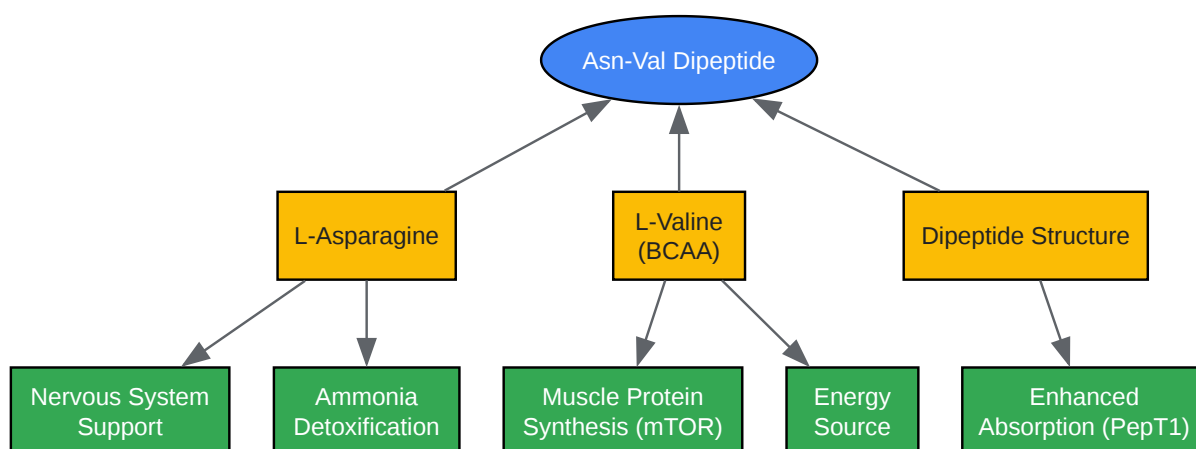 Asn-Val Dipeptide
L-Asparagine
L-Valine
(BCAA)
Dipeptide Structure
Nervous System
Support
Ammonia
Detoxification
Muscle Protein
Synthesis (mTOR)
Energy
Source
Enhanced
Absorption (PepT1)